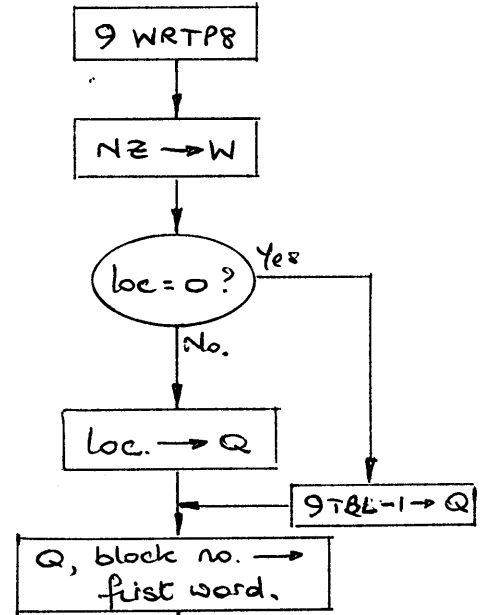 9 WRTP8
NZ → W
loc = 0 ?
Yes
No.
loc. → Q
9TBL-1 → Q
Q, block no. →
first word.